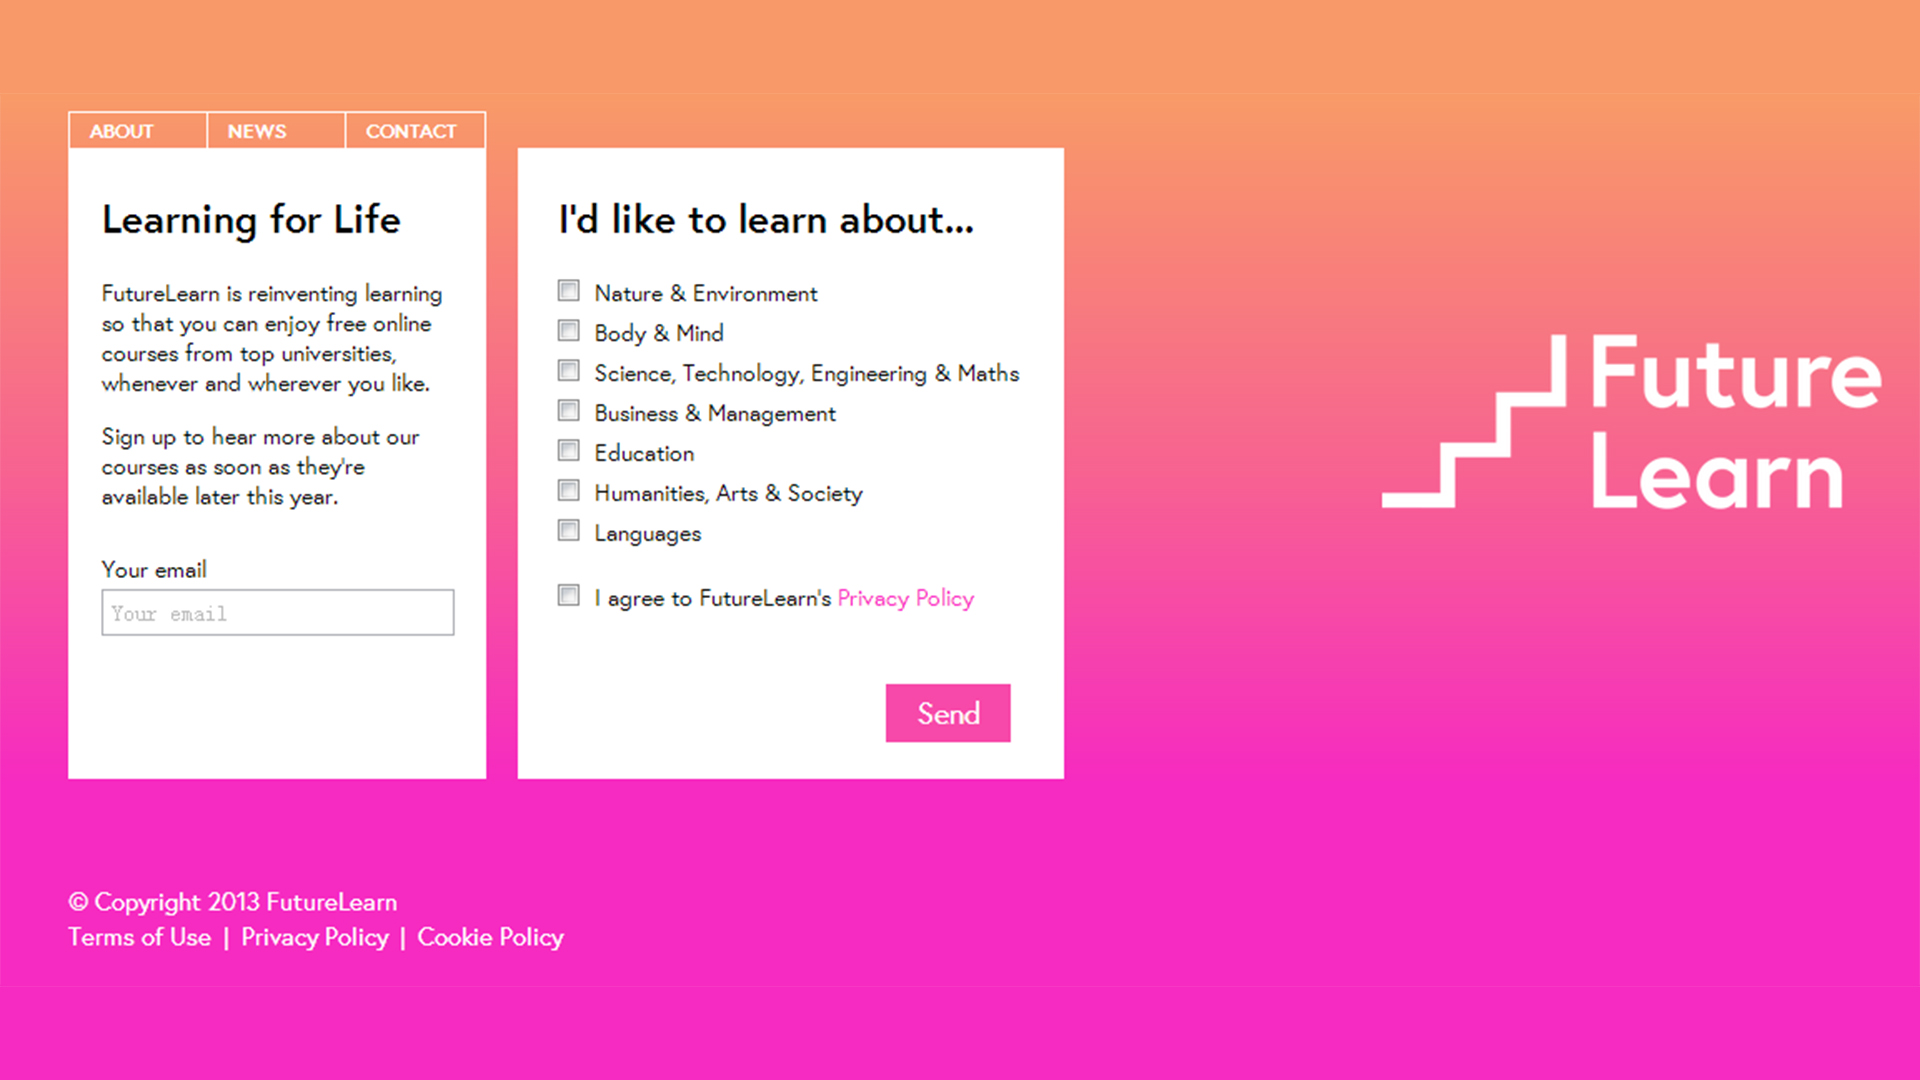 ABOUT NEWS CONTACT
Learning for Life
FutureLearn is reinventing learning
so that you can enjoy free online
courses from top universities,
whenever and wherever you like.
Sign up to hear more about our
courses as soon as they're
available later this year.
Your email
Your email
I'd like to learn about...
Nature & Environment
Body & Mind
Science, Technology, Engineering & Maths
Business & Management
Education
Humanities, Arts & Society
Languages
I agree to FutureLearn's Privacy Policy
Send
Future
Learn
© Copyright 2013 FutureLearn
Terms of Use | Privacy Policy | Cookie Policy